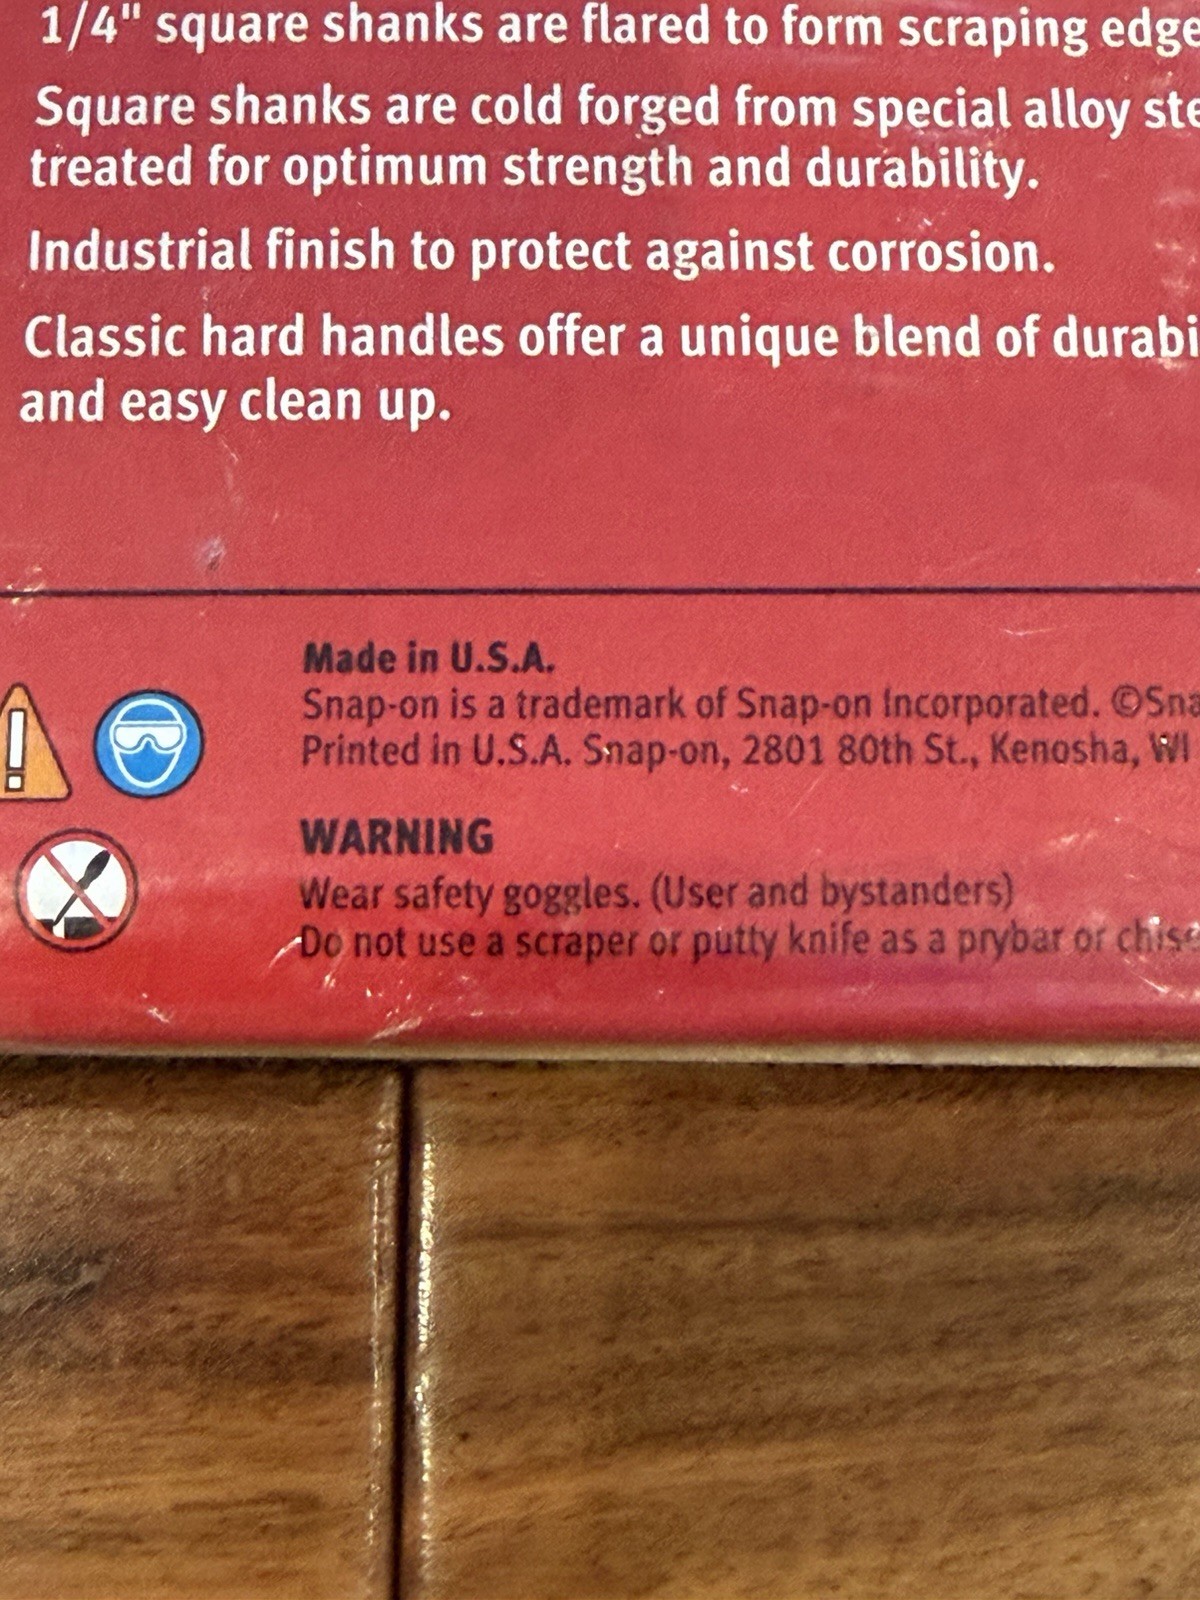 1/4" square shanks are flared to form scraping edge
Square shanks are cold forged from special alloy ste
treated for optimum strength and durability.
Industrial finish to protect against corrosion.
Classic hard handles offer a unique blend of durabi
and easy clean up.
Made in U.S.A.
Snap-on is a trademark of Snap-on Incorporated. ©Sna
Printed in U.S.A. Snap-on, 2801 80th St., Kenosha, WI
WARNING
Wear safety goggles. (User and bystanders)
Do not use a scraper or putty knife as a prybar or chise